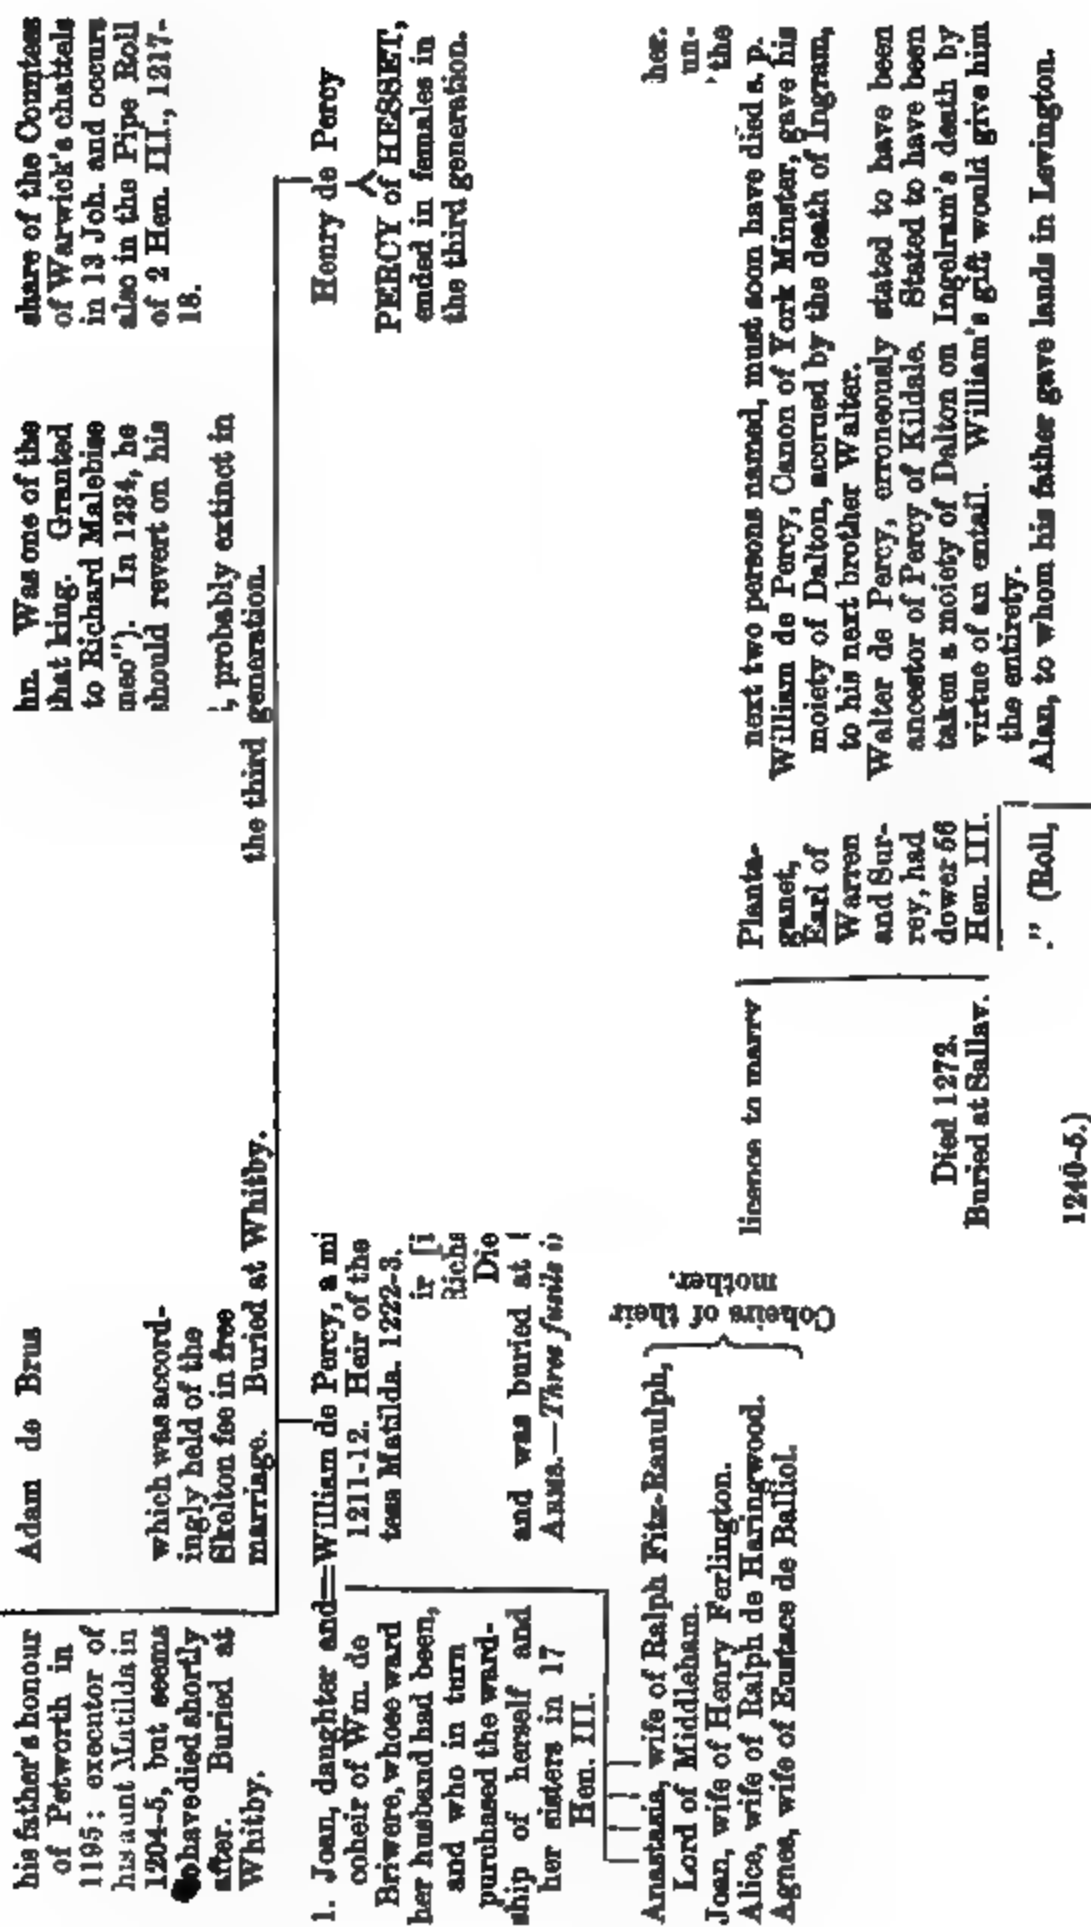 his father's honour
of Petworth in
1195: executor of
his aunt Matilda in
1204-5, but seems
to have died shortly
after. Buried at
Whitby.
Adam de Brus
which was accord-
ingly held of the
Skelton fee in free
marriage. Buried at Whitby.
hn. Was one of the
that king. Granted
to Richard Malebise
meo"). In 1234, he
should revert on his
, probably extinct in
the third generation.
share of the Comtess
of Warwick's chattels
in 13 Joh. and occurs
also in the Pipe Roll
of 2 Hen. III., 1217-
18.
1. Joan, daughter and=William de Percy, a mi
coheir of Wm. de
Briwere, whose ward
her husband had been,
and who in turn
purchased the ward-
ship of herself and
her sisters in 17
Hen. III.
1211-12. Heir of the
tess Matilda. 1222-3.
ir [i
Richa
Die
and was buried at
ARMS.—Three fusils i
Henry de Percy
PERCY of HESSET,
ended in females in
the third generation.
Anastasia, wife of Ralph Fitz-Ranulph,
Lord of Middleham.
Joan, wife of Henry Ferlington.
Alice, wife of Ralph de Haringwood.
Agnes, wife of Eustace de Balliol.
Coheirs of their
mother.
licence to marry
Died 1272.
Buried at Sallay.
1240-5.)
Planta-
ganet,
Earl of
Warren
and Sur-
rey, had
dower 56
Hen. III.
." (Roll,
her.
un-
, the
next two persons named, must soon have died s. p.
William de Percy, Canon of York Minster, gave his
moiety of Dalton, accrued by the death of Ingram,
to his next brother Walter.
Walter de Percy, erroneously stated to have been
ancestor of Percy of Kildale. Stated to have been
taken a moiety of Dalton on Ingelram's death by
virtue of an entail. William's gift would give him
the entirety.
Alan, to whom his father gave lands in Levington.